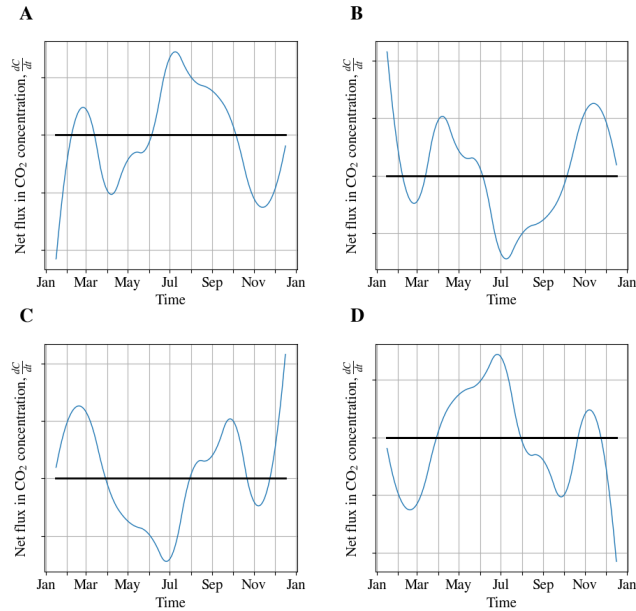 A
Net flux in CO₂ concentration, dC/dt
Jan Mar May Jul Sep Nov Jan
Time
B
Net flux in CO₂ concentration, dC/dt
Jan Mar May Jul Sep Nov Jan
Time
C
Net flux in CO₂ concentration, dC/dt
Jan Mar May Jul Sep Nov Jan
Time
D
Net flux in CO₂ concentration, dC/dt
Jan Mar May Jul Sep Nov Jan
Time